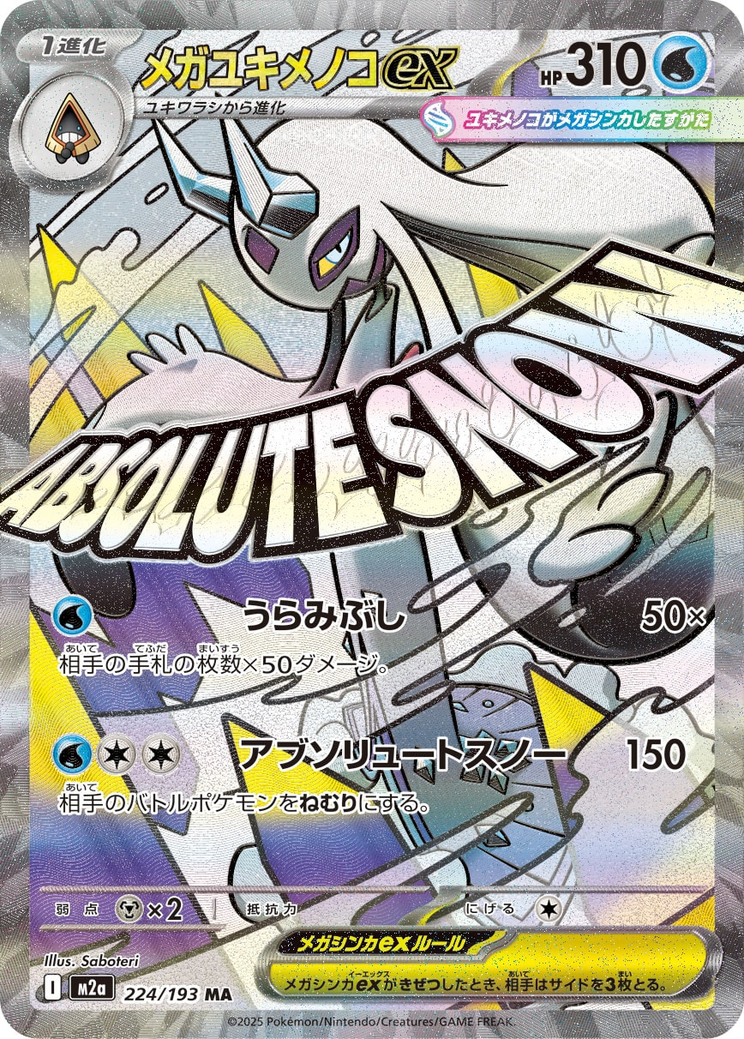 1進化
メガユキメノコex
HP310
ユキワラシから進化
ユキメノコがメガシンカしたすがた
ABSOLUTE SNOW
うらみぶし 50×
相手の手札の枚数×50ダメージ。
アブソリュートスノー 150
相手のバトルポケモンをねむりにする。
弱点 ×2 抵抗力 にげる
メガシンカexルール
メガシンカexがきぜつしたとき、相手はサイドを3枚とる。
Illus. Saboteri
I m2a 224/193 MA
©2025 Pokémon/Nintendo/Creatures/GAME FREAK.